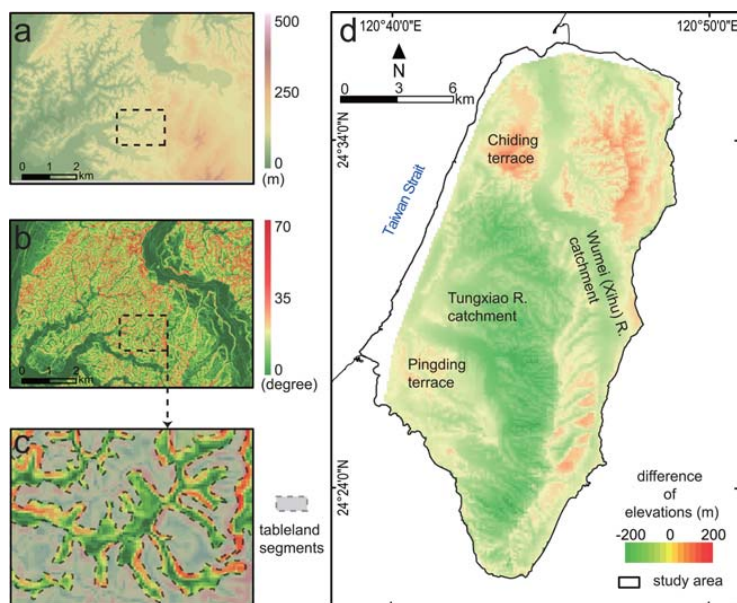 a
500
250
0
(m)
0 1 2
km
b
70
35
0
(degree)
0 1 2
km
c
tableland
segments
d
120°40'0"E
120°50'0"E
N
0 3 6
km
24°34'0"N
24°24'0"N
Taiwan Strait
Chiding
terrace
Wumei (Xihu) R.
catchment
Tungxiao R.
catchment
Pingding
terrace
difference
of
elevations (m)
-200 0 200
study area